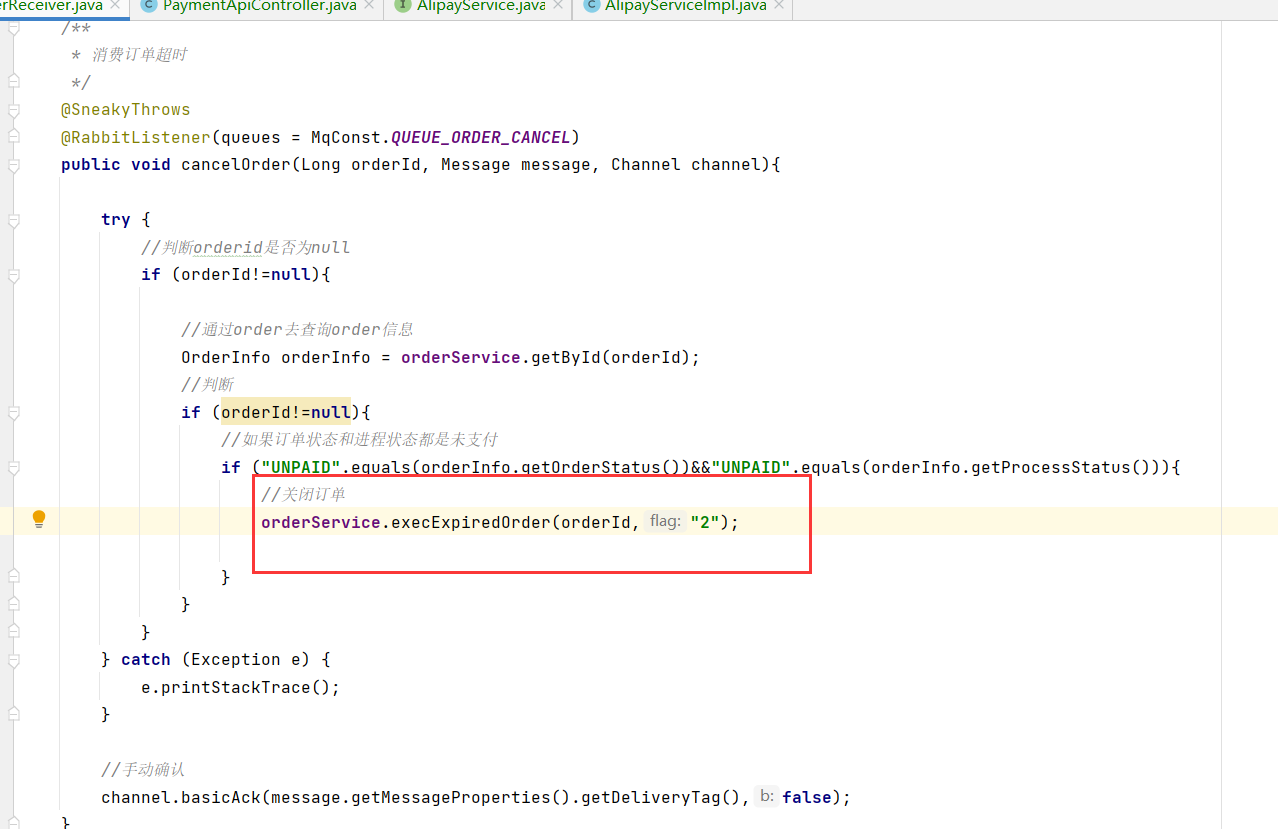 erReceiver.java × C PaymentApiController.java × I AlipayService.java × C AlipayServiceImpl.java ×
/**
* 消费订单超时
*/
@SneakyThrows
@RabbitListener(queues = MqConst.QUEUE_ORDER_CANCEL)
public void cancelOrder(Long orderId, Message message, Channel channel){
try {
//判断orderid是否为null
if (orderId!=null){
//通过order去查询order信息
OrderInfo orderInfo = orderService.getById(orderId);
//判断
if (orderId!=null){
//如果订单状态和进程状态都是未支付
if ("UNPAID".equals(orderInfo.getOrderStatus())&&"UNPAID".equals(orderInfo.getProcessStatus())){
//关闭订单
orderService.execExpiredOrder(orderId, flag: "2");
}
}
}
} catch (Exception e) {
e.printStackTrace();
}
//手动确认
channel.basicAck(message.getMessageProperties().getDeliveryTag(), b: false);
}